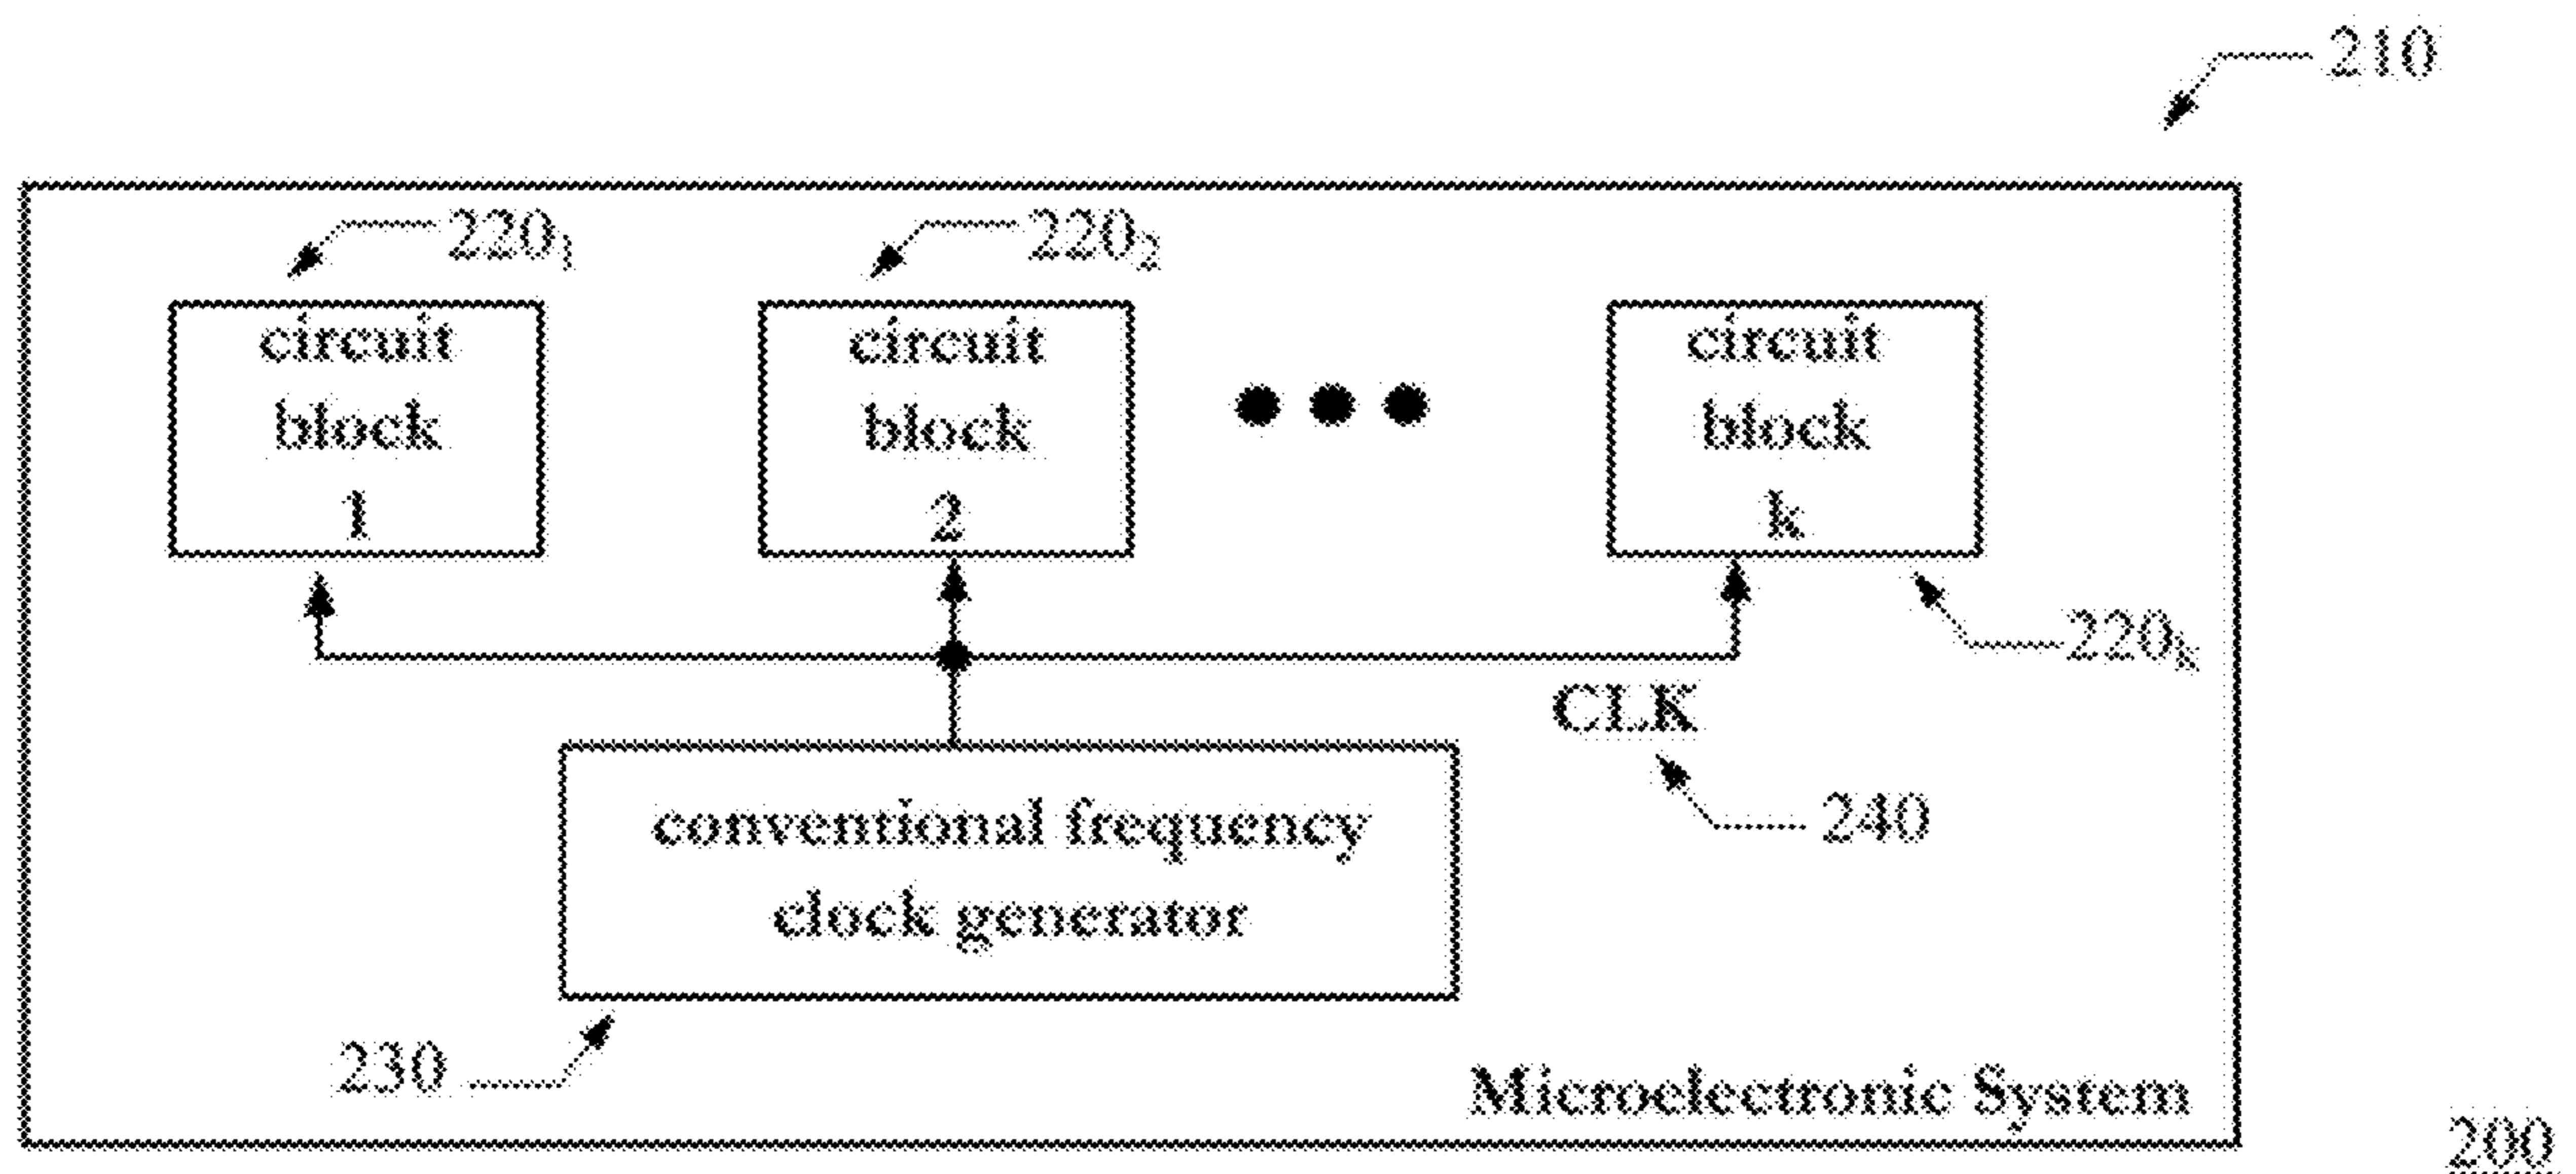 210
220₁
220₂
circuit
block
1
circuit
block
2
circuit
block
k
220ₖ
CLK
240
conventional frequency
clock generator
230
Microelectronic System
200